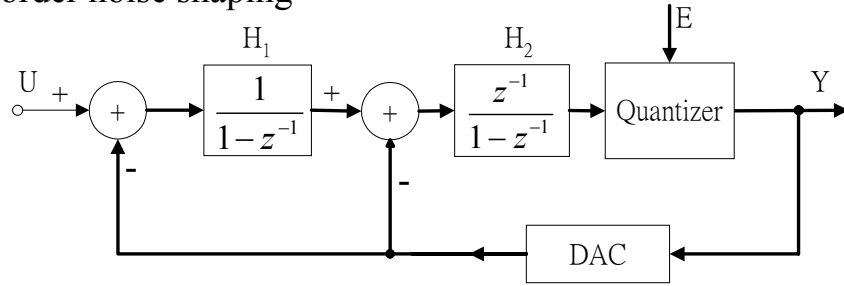 order noise shaping
H₁
H₂
E
U
+
+
1
1 − z⁻¹
+
+
z⁻¹
1 − z⁻¹
Quantizer
Y
-
-
DAC